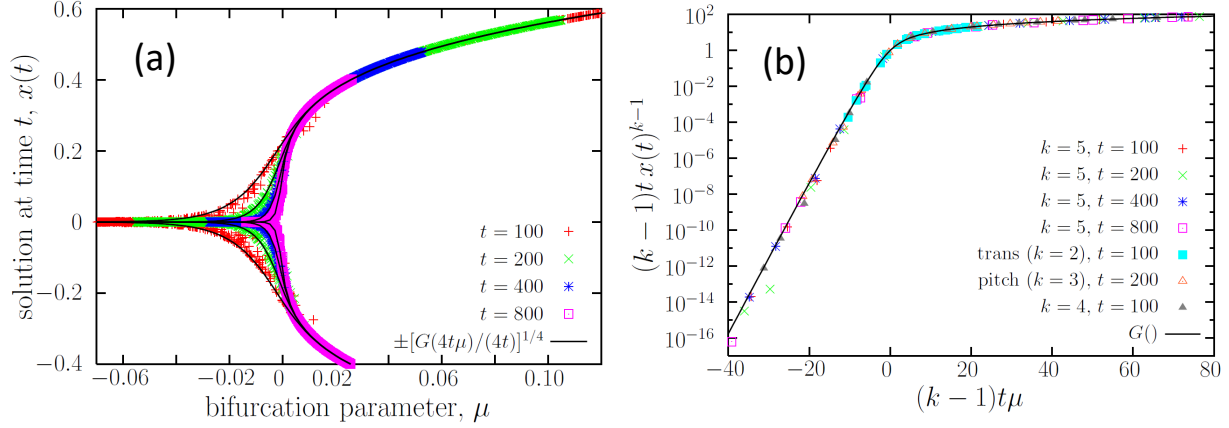 (a)
solution at time t, x(t)
0.6
0.4
0.2
0
−0.2
−0.4
t = 100
t = 200
t = 400
t = 800
±[G(4tμ)/(4t)]^{1/4}
−0.06
−0.02
0
0.02
0.06
0.10
bifurcation parameter, μ
(b)
(k − 1)t x(t)^{k−1}
10^2
1
10^{−2}
10^{−4}
10^{−6}
10^{−8}
10^{−10}
10^{−12}
10^{−14}
10^{−16}
k = 5, t = 100
k = 5, t = 200
k = 5, t = 400
k = 5, t = 800
trans (k = 2), t = 100
pitch (k = 3), t = 200
k = 4, t = 100
G()
−40
−20
0
20
40
60
80
(k − 1)tμ